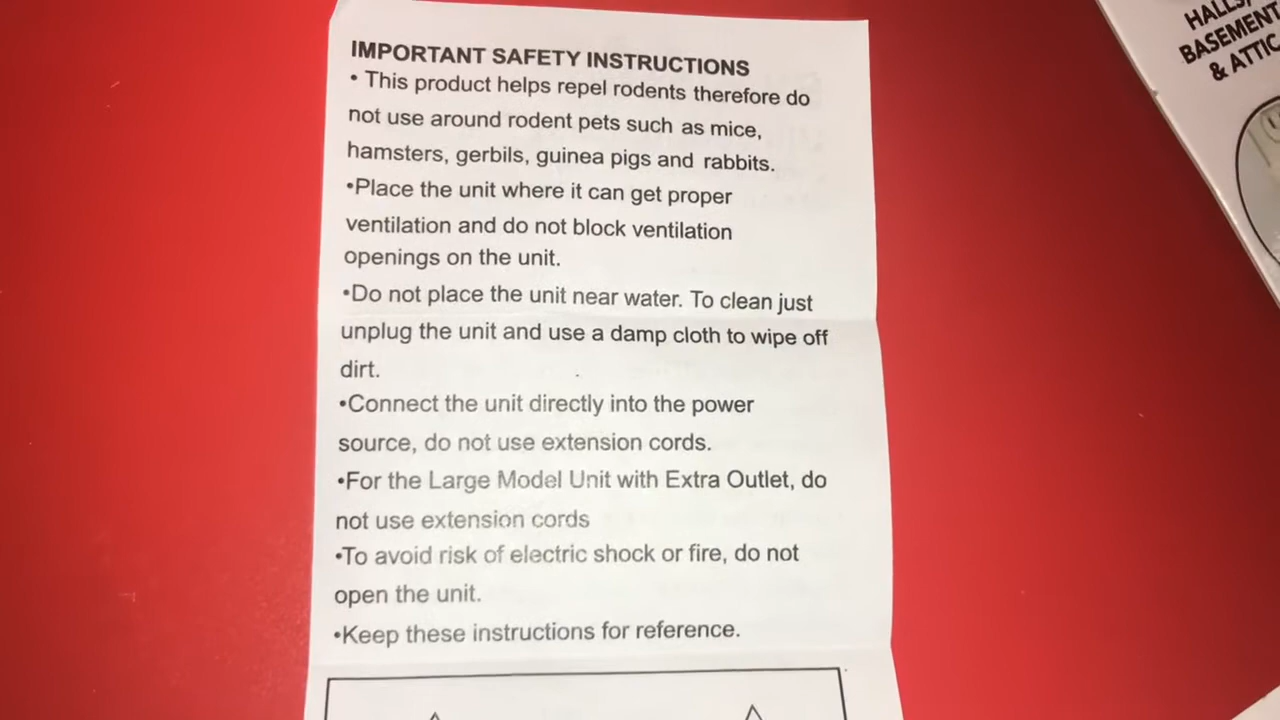 IMPORTANT SAFETY INSTRUCTIONS
• This product helps repel rodents therefore do
not use around rodent pets such as mice,
hamsters, gerbils, guinea pigs and rabbits.
•Place the unit where it can get proper
ventilation and do not block ventilation
openings on the unit.
•Do not place the unit near water. To clean just
unplug the unit and use a damp cloth to wipe off
dirt.
•Connect the unit directly into the power
source, do not use extension cords.
•For the Large Model Unit with Extra Outlet, do
not use extension cords
•To avoid risk of electric shock or fire, do not
open the unit.
•Keep these instructions for reference.
HALLS,
BASEMENT
& ATTIC